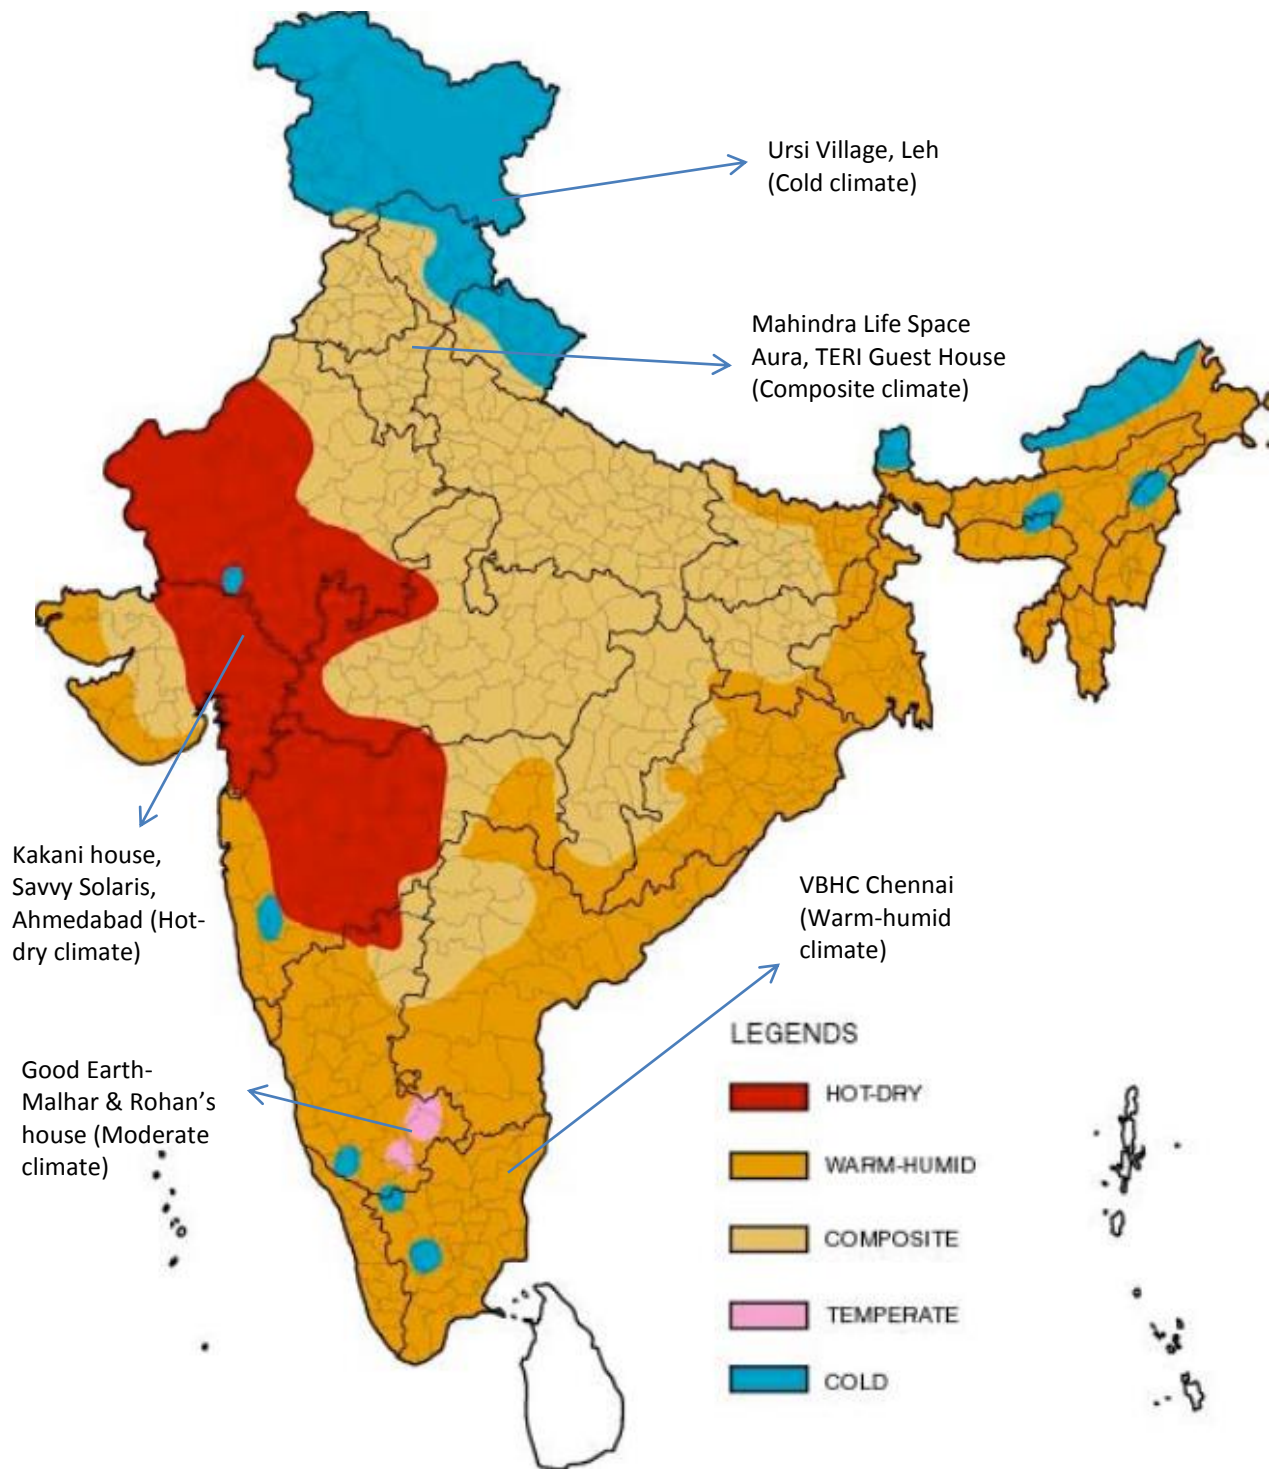 Ursi Village, Leh
(Cold climate)
Mahindra Life Space
Aura, TERI Guest House
(Composite climate)
Kakani house,
Savvy Solaris,
Ahmedabad (Hot-
dry climate)
VBHC Chennai
(Warm-humid
climate)
Good Earth-
Malhar & Rohan’s
house (Moderate
climate)
LEGENDS
HOT-DRY
WARM-HUMID
COMPOSITE
TEMPERATE
COLD